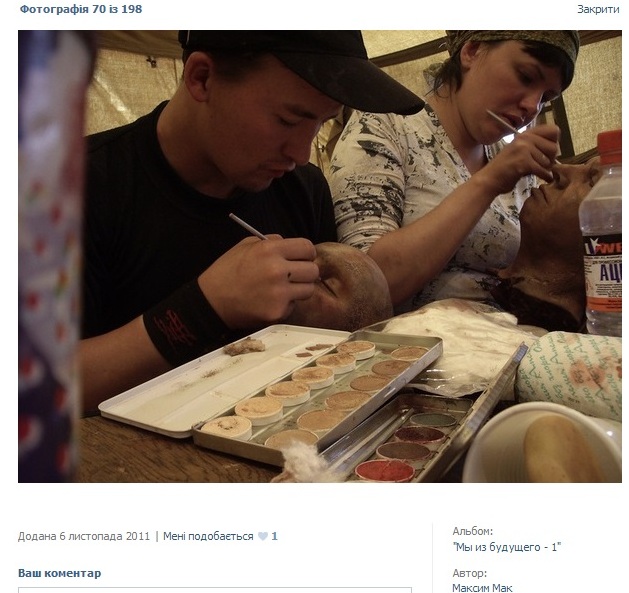 Фотографія 70 із 198
Закрити
АЦ
Додана 6 листопада 2011 | Мені подобається 1
Ваш коментар
Альбом:
"Мы из будущего - 1"
Автор:
Максим Мак